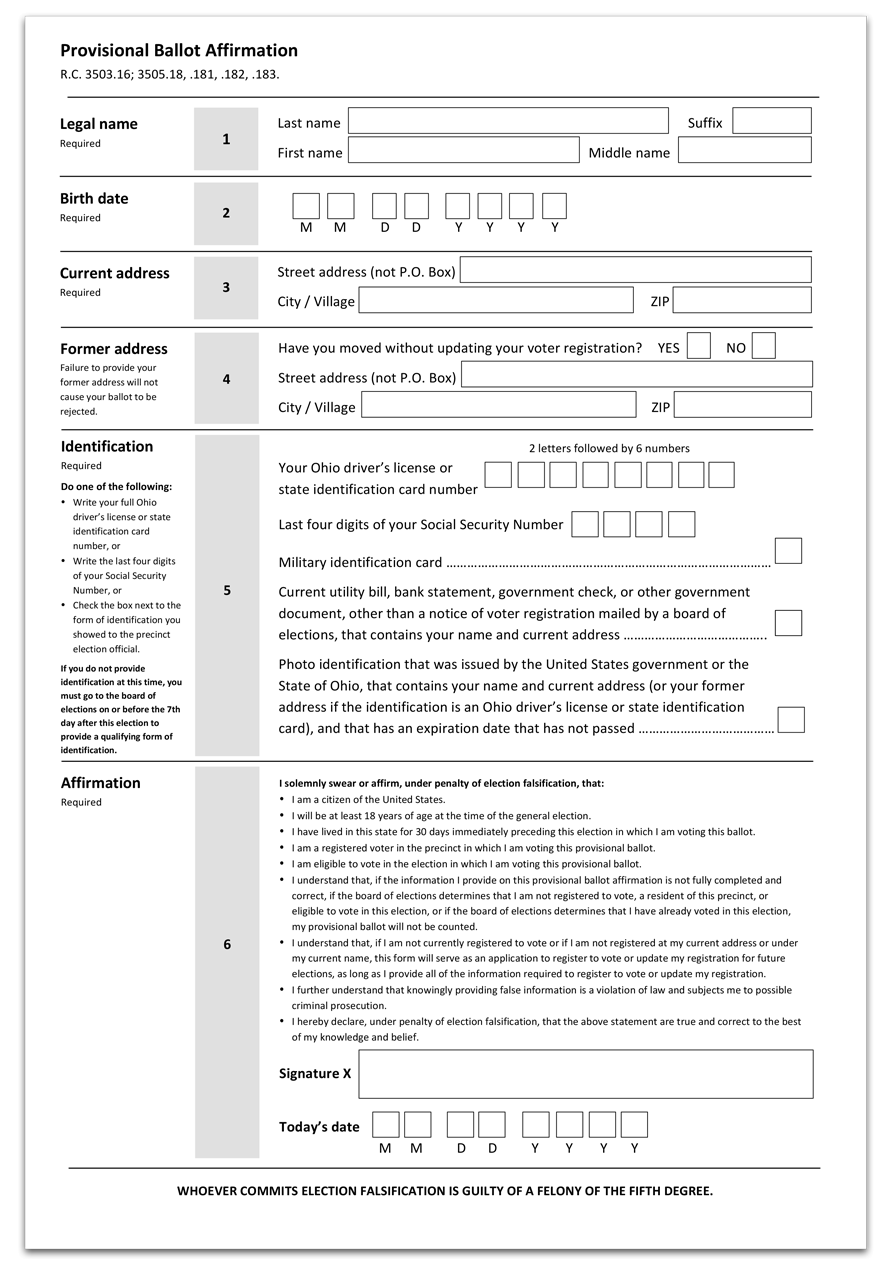 Provisional Ballot Affirmation
R.C. 3503.16; 3505.18, .181, .182, .183.
Legal name
Required
1
Last name
Suffix
First name
Middle name
Birth date
Required
2
M M D D Y Y Y Y
Current address
Required
3
Street address (not P.O. Box)
City / Village
ZIP
Former address
Failure to provide your
former address will not
cause your ballot to be
rejected.
4
Have you moved without updating your voter registration? YES NO
Street address (not P.O. Box)
City / Village
ZIP
Identification
Required
Do one of the following:
• Write your full Ohio
driver's license or state
identification card
number, or
• Write the last four digits
of your Social Security
Number, or
• Check the box next to the
form of identification you
showed to the precinct
election official.
If you do not provide
identification at this time, you
must go to the board of
elections on or before the 7th
day after this election to
provide a qualifying form of
identification.
5
2 letters followed by 6 numbers
Your Ohio driver's license or
state identification card number
Last four digits of your Social Security Number
Military identification card ……………………………………………………………………………………
Current utility bill, bank statement, government check, or other government
document, other than a notice of voter registration mailed by a board of
elections, that contains your name and current address …………………………………..
Photo identification that was issued by the United States government or the
State of Ohio, that contains your name and current address (or your former
address if the identification is an Ohio driver's license or state identification
card), and that has an expiration date that has not passed …………………………………
Affirmation
Required
6
I solemnly swear or affirm, under penalty of election falsification, that:
• I am a citizen of the United States.
• I will be at least 18 years of age at the time of the general election.
• I have lived in this state for 30 days immediately preceding this election in which I am voting this ballot.
• I am a registered voter in the precinct in which I am voting this provisional ballot.
• I am eligible to vote in the election in which I am voting this provisional ballot.
• I understand that, if the information I provide on this provisional ballot affirmation is not fully completed and
correct, if the board of elections determines that I am not registered to vote, a resident of this precinct, or
eligible to vote in this election, or if the board of elections determines that I have already voted in this election,
my provisional ballot will not be counted.
• I understand that, if I am not currently registered to vote or if I am not registered at my current address or under
my current name, this form will serve as an application to register to vote or update my registration for future
elections, as long as I provide all of the information required to register to vote or update my registration.
• I further understand that knowingly providing false information is a violation of law and subjects me to possible
criminal prosecution.
• I hereby declare, under penalty of election falsification, that the above statement are true and correct to the best
of my knowledge and belief.
Signature X
Today's date
M M D D Y Y Y Y
WHOEVER COMMITS ELECTION FALSIFICATION IS GUILTY OF A FELONY OF THE FIFTH DEGREE.